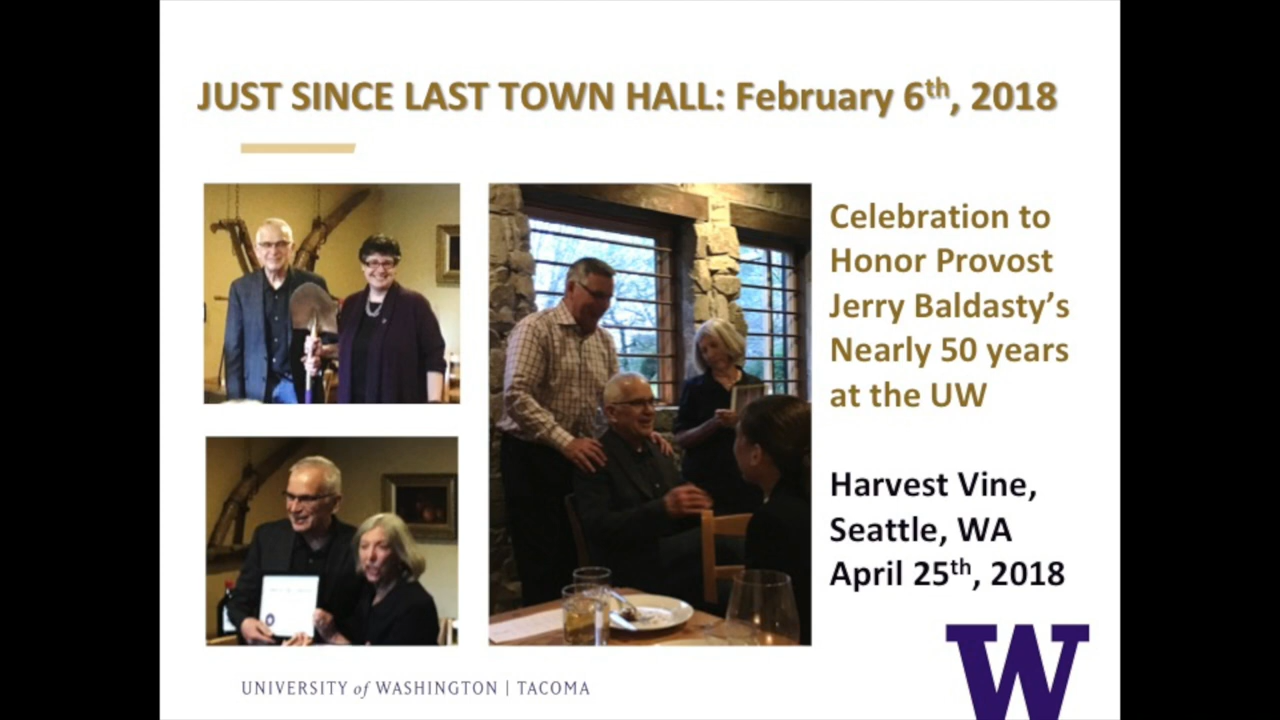 JUST SINCE LAST TOWN HALL: February 6th, 2018
Celebration to
Honor Provost
Jerry Baldasty’s
Nearly 50 years
at the UW
Harvest Vine,
Seattle, WA
April 25th, 2018
UNIVERSITY of WASHINGTON | TACOMA
W